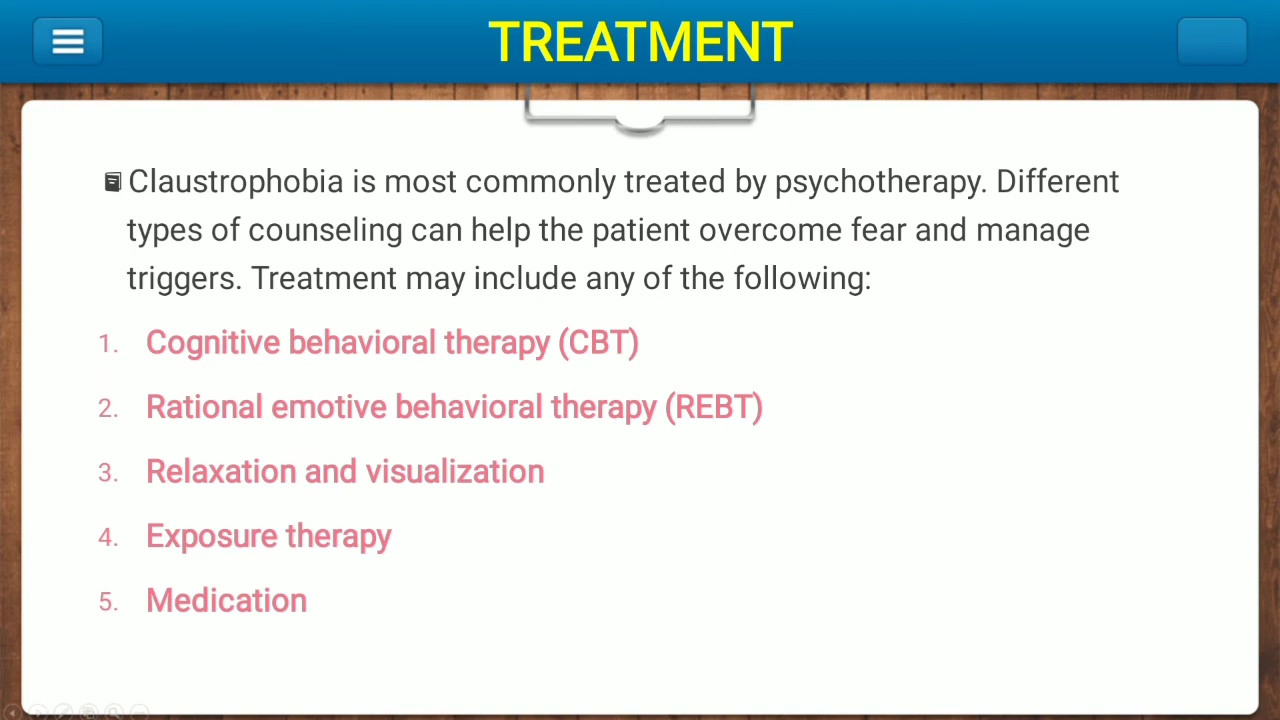 TREATMENT
Claustrophobia is most commonly treated by psychotherapy. Different
types of counseling can help the patient overcome fear and manage
triggers. Treatment may include any of the following:
1. Cognitive behavioral therapy (CBT)
2. Rational emotive behavioral therapy (REBT)
3. Relaxation and visualization
4. Exposure therapy
5. Medication